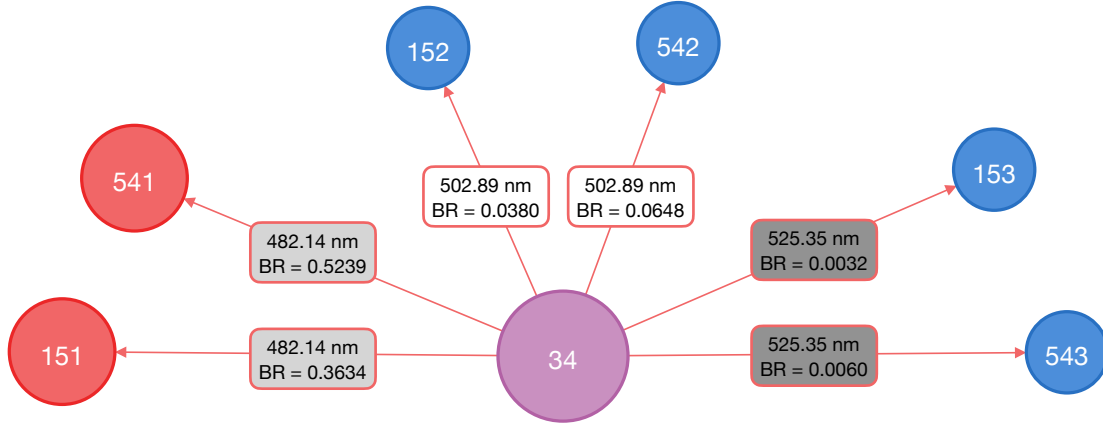 152
542
541
153
502.89 nm
BR = 0.0380
502.89 nm
BR = 0.0648
482.14 nm
BR = 0.5239
525.35 nm
BR = 0.0032
151
482.14 nm
BR = 0.3634
34
525.35 nm
BR = 0.0060
543